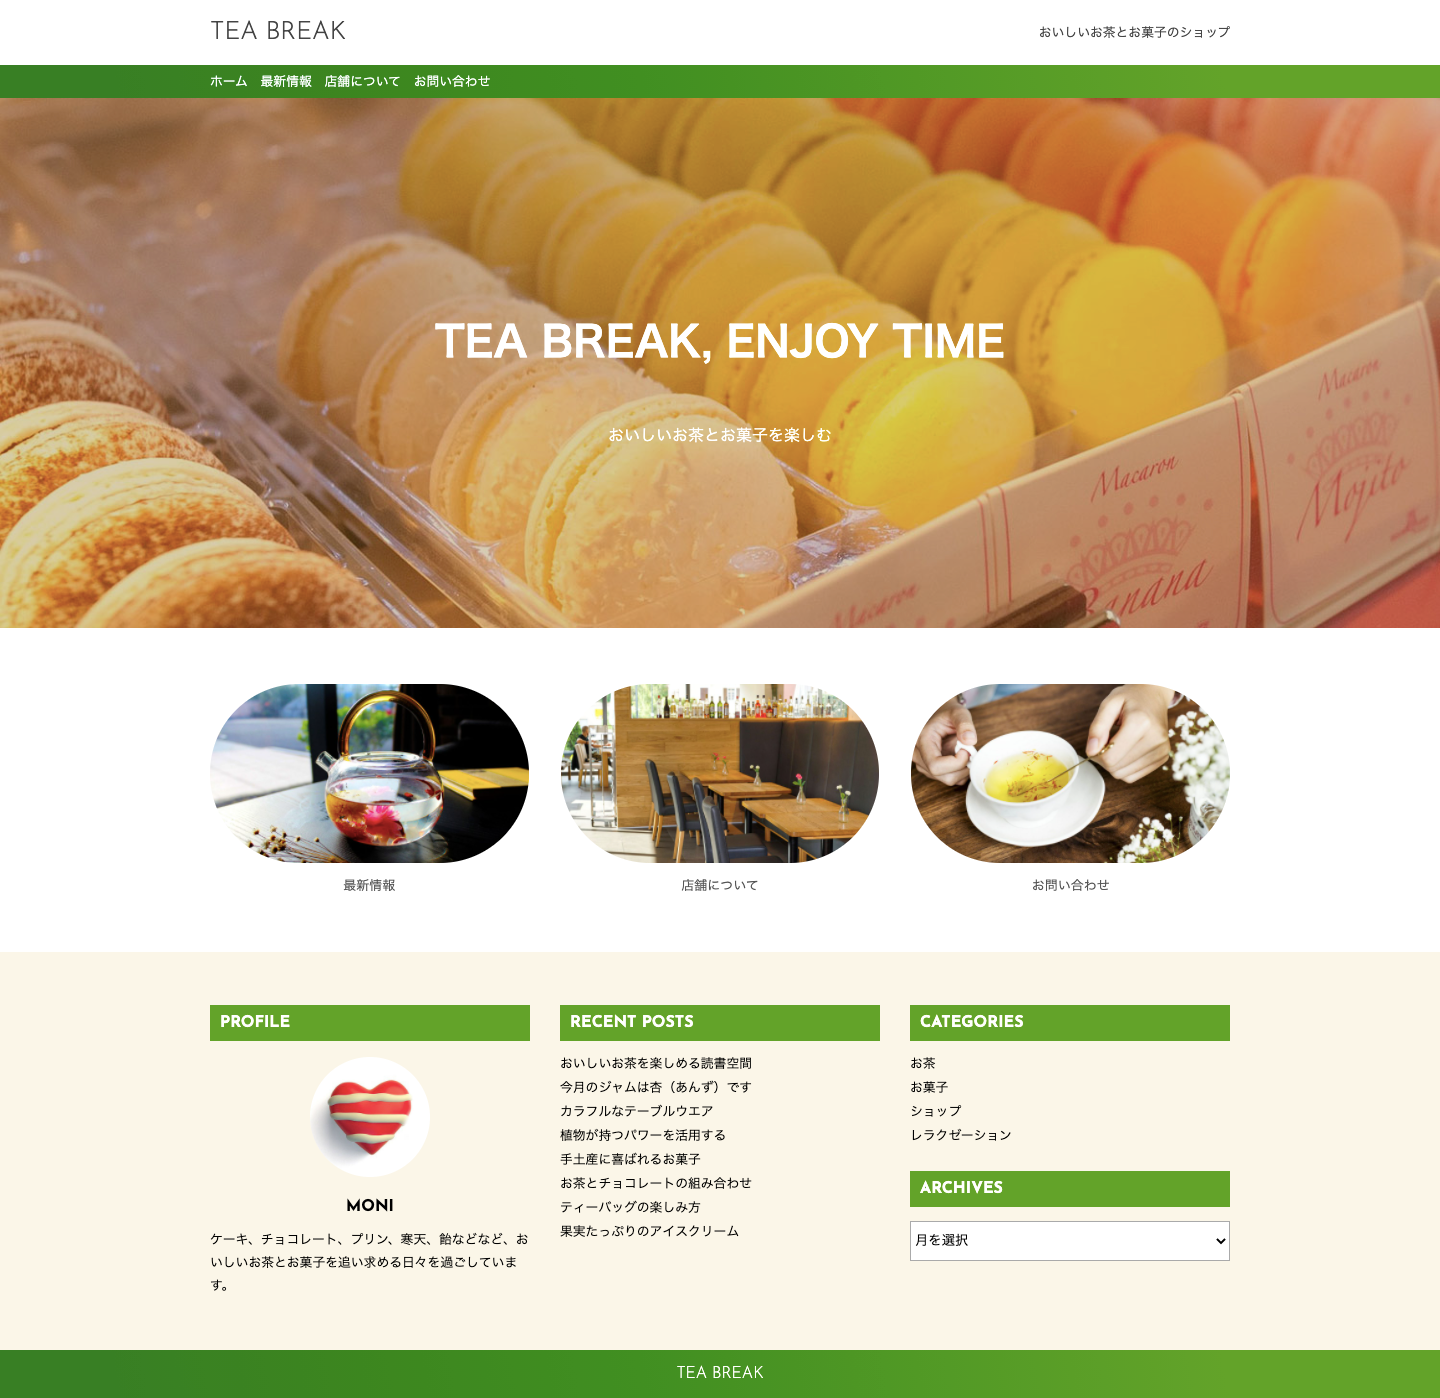 TEA BREAK
おいしいお茶とお菓子のショップ
ホーム 最新情報 店舗について お問い合わせ
TEA BREAK, ENJOY TIME
おいしいお茶とお菓子を楽しむ
Macaron
Mojito
Macaron
Banana
Macaron
最新情報
店舗について
お問い合わせ
PROFILE
MONI
ケーキ、チョコレート、プリン、寒天、飴などなど、お
いしいお茶とお菓子を追い求める日々を過ごしていま
す。
RECENT POSTS
おいしいお茶を楽しめる読書空間
今月のジャムは杏（あんず）です
カラフルなテーブルウエア
植物が持つパワーを活用する
手土産に喜ばれるお菓子
お茶とチョコレートの組み合わせ
ティーバッグの楽しみ方
果実たっぷりのアイスクリーム
CATEGORIES
お茶
お菓子
ショップ
レラクゼーション
ARCHIVES
月を選択
TEA BREAK